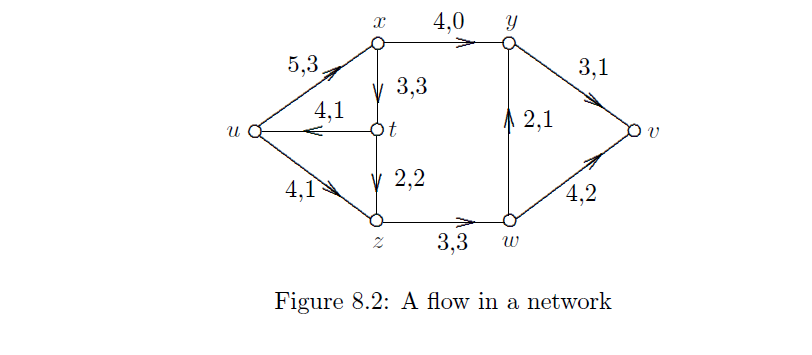 x 4,0 y
5,3 3,1
3,3
4,1
u t 2,1 v
2,2
4,1 4,2
z 3,3 w
Figure 8.2: A flow in a network